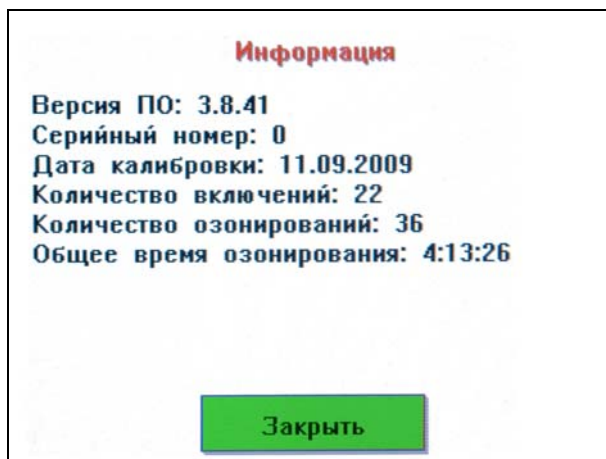 Информация
Версия ПО: 3.8.41
Серийный номер: 0
Дата калибровки: 11.09.2009
Количество включений: 22
Количество озонирований: 36
Общее время озонирования: 4:13:26
Закрыть